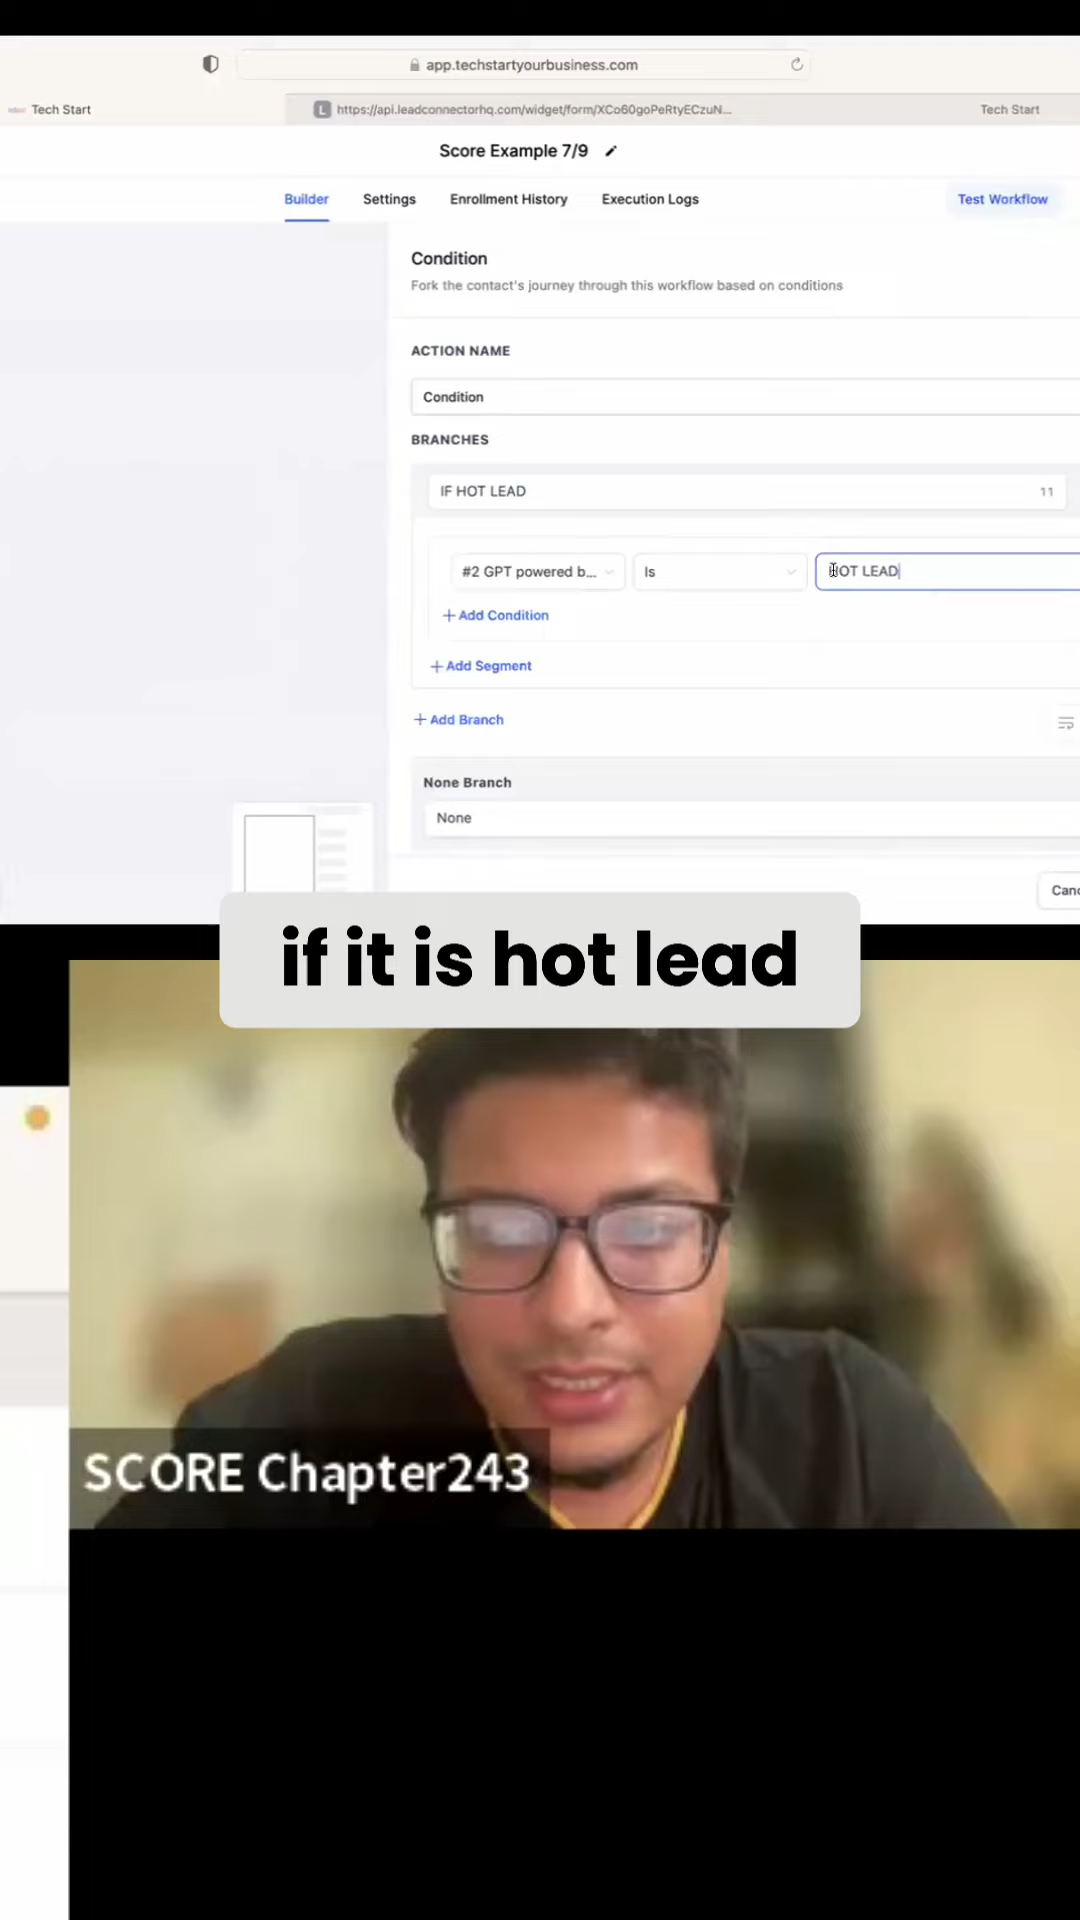 app.techstartyourbusiness.com
Tech Start
L https://api.leadconnectorhq.com/widget/form/XCo60goPeRtyECzuN...
Tech Start
Score Example 7/9
Builder Settings Enrollment History Execution Logs Test Workflow
Condition
Fork the contact's journey through this workflow based on conditions
ACTION NAME
Condition
BRANCHES
IF HOT LEAD 11
#2 GPT powered b... Is HOT LEAD
+ Add Condition
+ Add Segment
+ Add Branch
None Branch
None
Canc
if it is hot lead
SCORE Chapter243